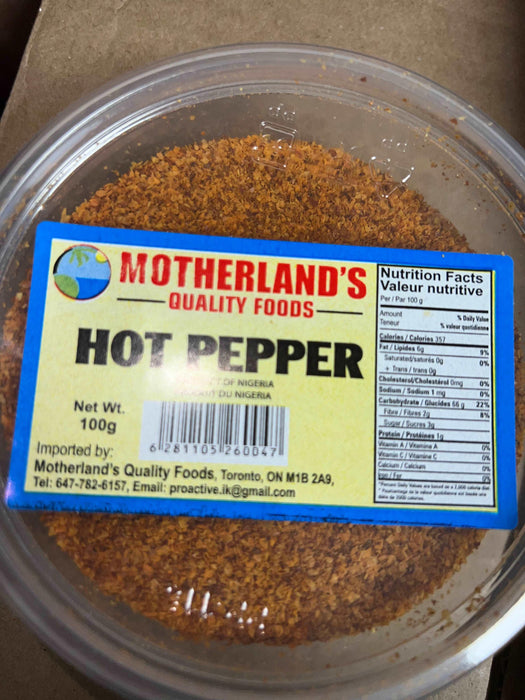 MOTHERLAND'S
QUALITY FOODS
HOT PEPPER
OF NIGERIA
DU NIGERIA
Net Wt.
100g
6 281105 260047
Imported by:
Motherland's Quality Foods, Toronto, ON M1B 2A9,
Tel: 647-782-6157, Email: proactive.ik@gmail.com
Nutrition Facts
Valeur nutritive
Per / Par 100 g
Amount % Daily Value
Teneur % valeur quotidienne
Calories / Calories 357
Fat / Lipides 6g 9%
Saturated/saturés 0g 0%
+ Trans / trans 0g
Cholesterol/Cholestérol 0mg 0%
Sodium / Sodium 1 mg 0%
Carbohydrate / Glucides 66 g 22%
Fibre / Fibres 2g 8%
Sugar / Sucres 3g
Protein / Protéines 1g
Vitamin A / Vitamine A 0%
Vitamin C / Vitamine C 0%
Calcium / Calcium 0%
Iron / Fer 0%